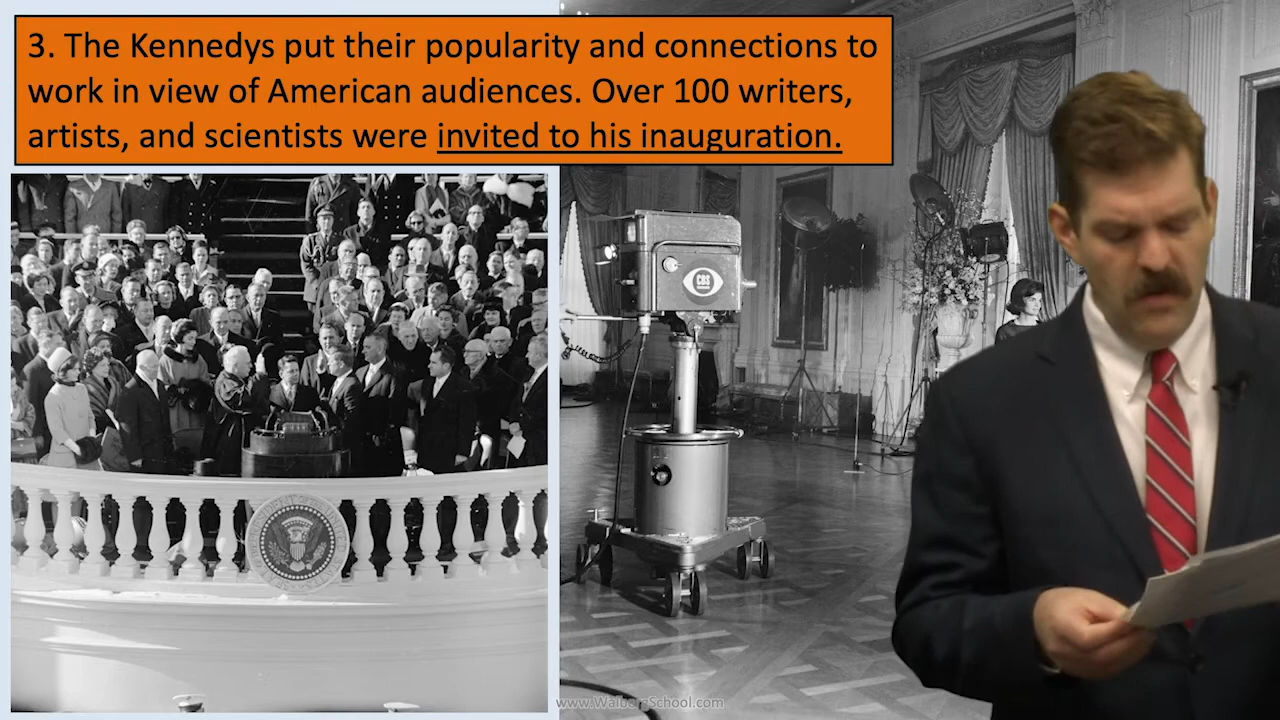 3. The Kennedys put their popularity and connections to
work in view of American audiences. Over 100 writers,
artists, and scientists were invited to his inauguration.
CBS
www.WalbergSchool.com